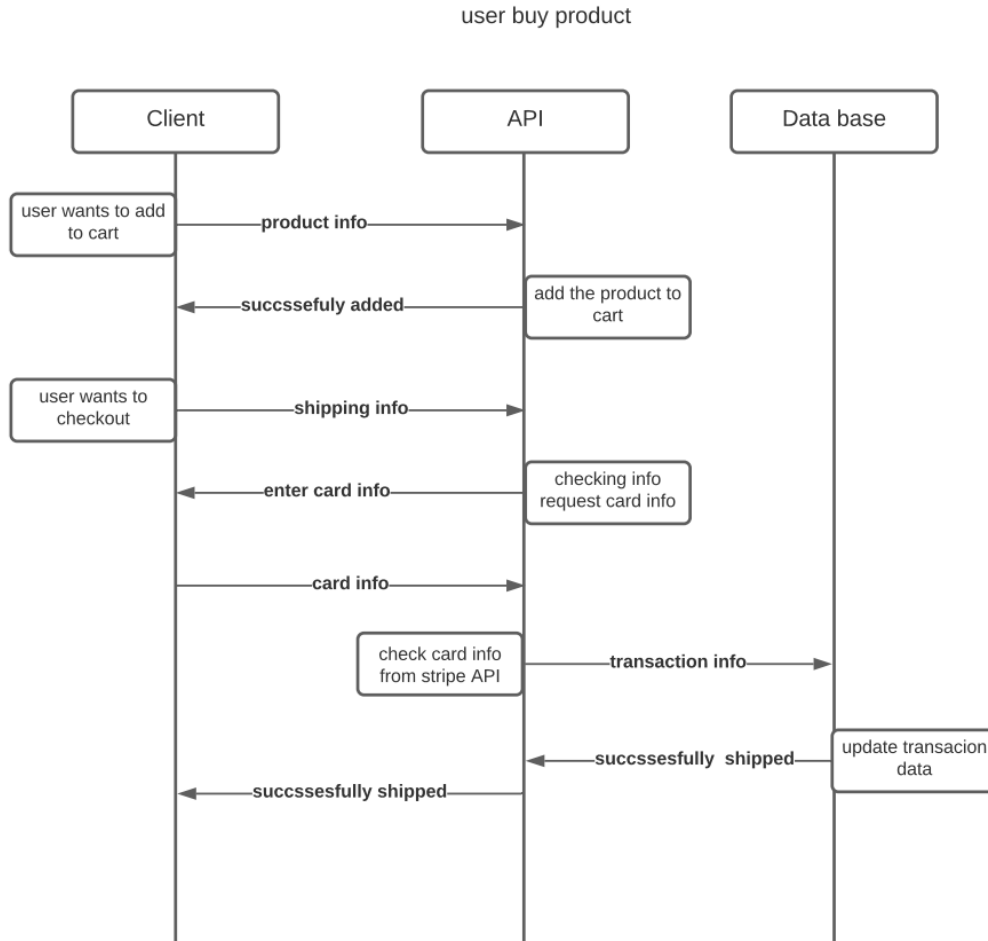 user buy product
Client
API
Data base
user wants to add
to cart
product info
succssefuly added
add the product to
cart
user wants to
checkout
shipping info
enter card info
checking info
request card info
card info
check card info
from stripe API
transaction info
succssesfully  shipped
update transacion
data
succssesfully shipped